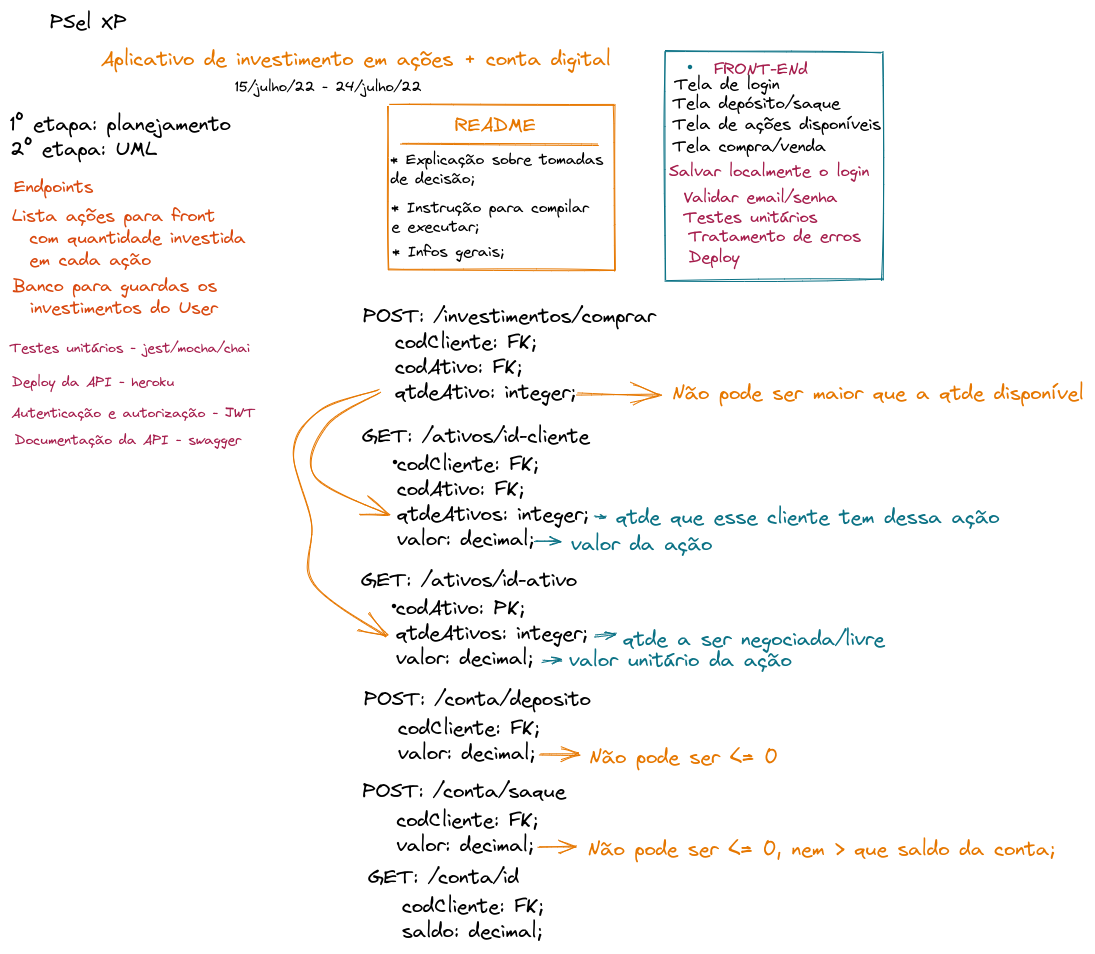 PSel XP
Aplicativo de investimento em ações + conta digital
15/julho/22 - 24/julho/22
1º etapa: planejamento
2º etapa: UML
Endpoints
Lista ações para front
com quantidade investida
em cada ação
Banco para guardas os
investimentos do User
Testes unitários - jest/mocha/chai
Deploy da API - heroku
Autenticação e autorização - JWT
Documentação da API - swagger
README
* Explicação sobre tomadas
de decisão;
* Instrução para compilar
e executar;
* Infos gerais;
• FRONT-END
Tela de login
Tela depósito/saque
Tela de ações disponíveis
Tela compra/venda
Salvar localmente o login
Validar email/senha
Testes unitários
Tratamento de erros
Deploy
POST: /investimentos/comprar
codCliente: FK;
codAtivo: FK;
qtdeAtivo: integer; Não pode ser maior que a qtde disponível
GET: /ativos/id-cliente
•codCliente: FK;
codAtivo: FK;
qtdeAtivos: integer; qtde que esse cliente tem dessa ação
valor: decimal; valor da ação
GET: /ativos/id-ativo
•codAtivo: PK;
qtdeAtivos: integer; qtde a ser negociada/livre
valor: decimal; valor unitário da ação
POST: /conta/deposito
codCliente: FK;
valor: decimal; Não pode ser <= 0
POST: /conta/saque
codCliente: FK;
valor: decimal; Não pode ser <= 0, nem > que saldo da conta;
GET: /conta/id
codCliente: FK;
saldo: decimal;